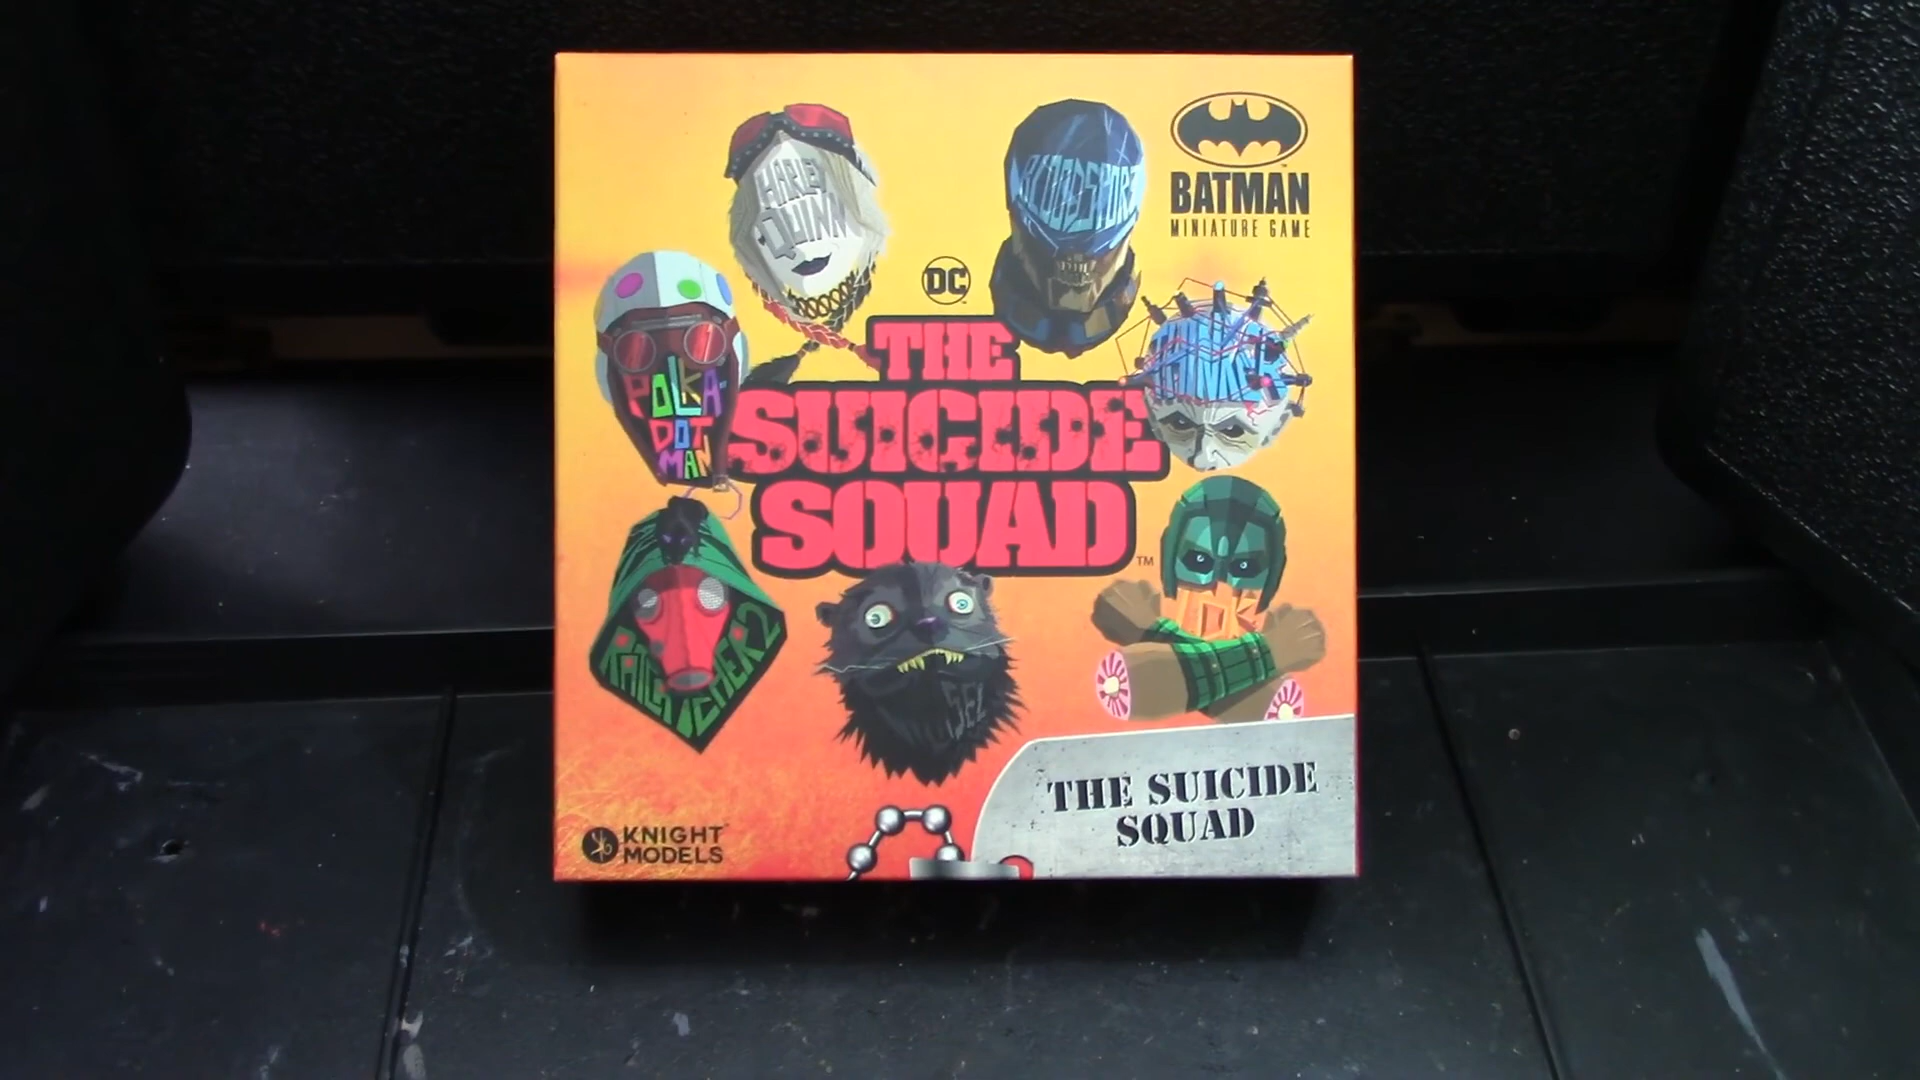 HARLEY
QUINN
BLOODSPORT
BATMAN
MINIATURE GAME
DC
THINKER
POLKA-
DOT
MAN
THE
SUICIDE
SQUAD
TM
RATCATCHER 2
THE SUICIDE
SQUAD
KNIGHT
MODELS